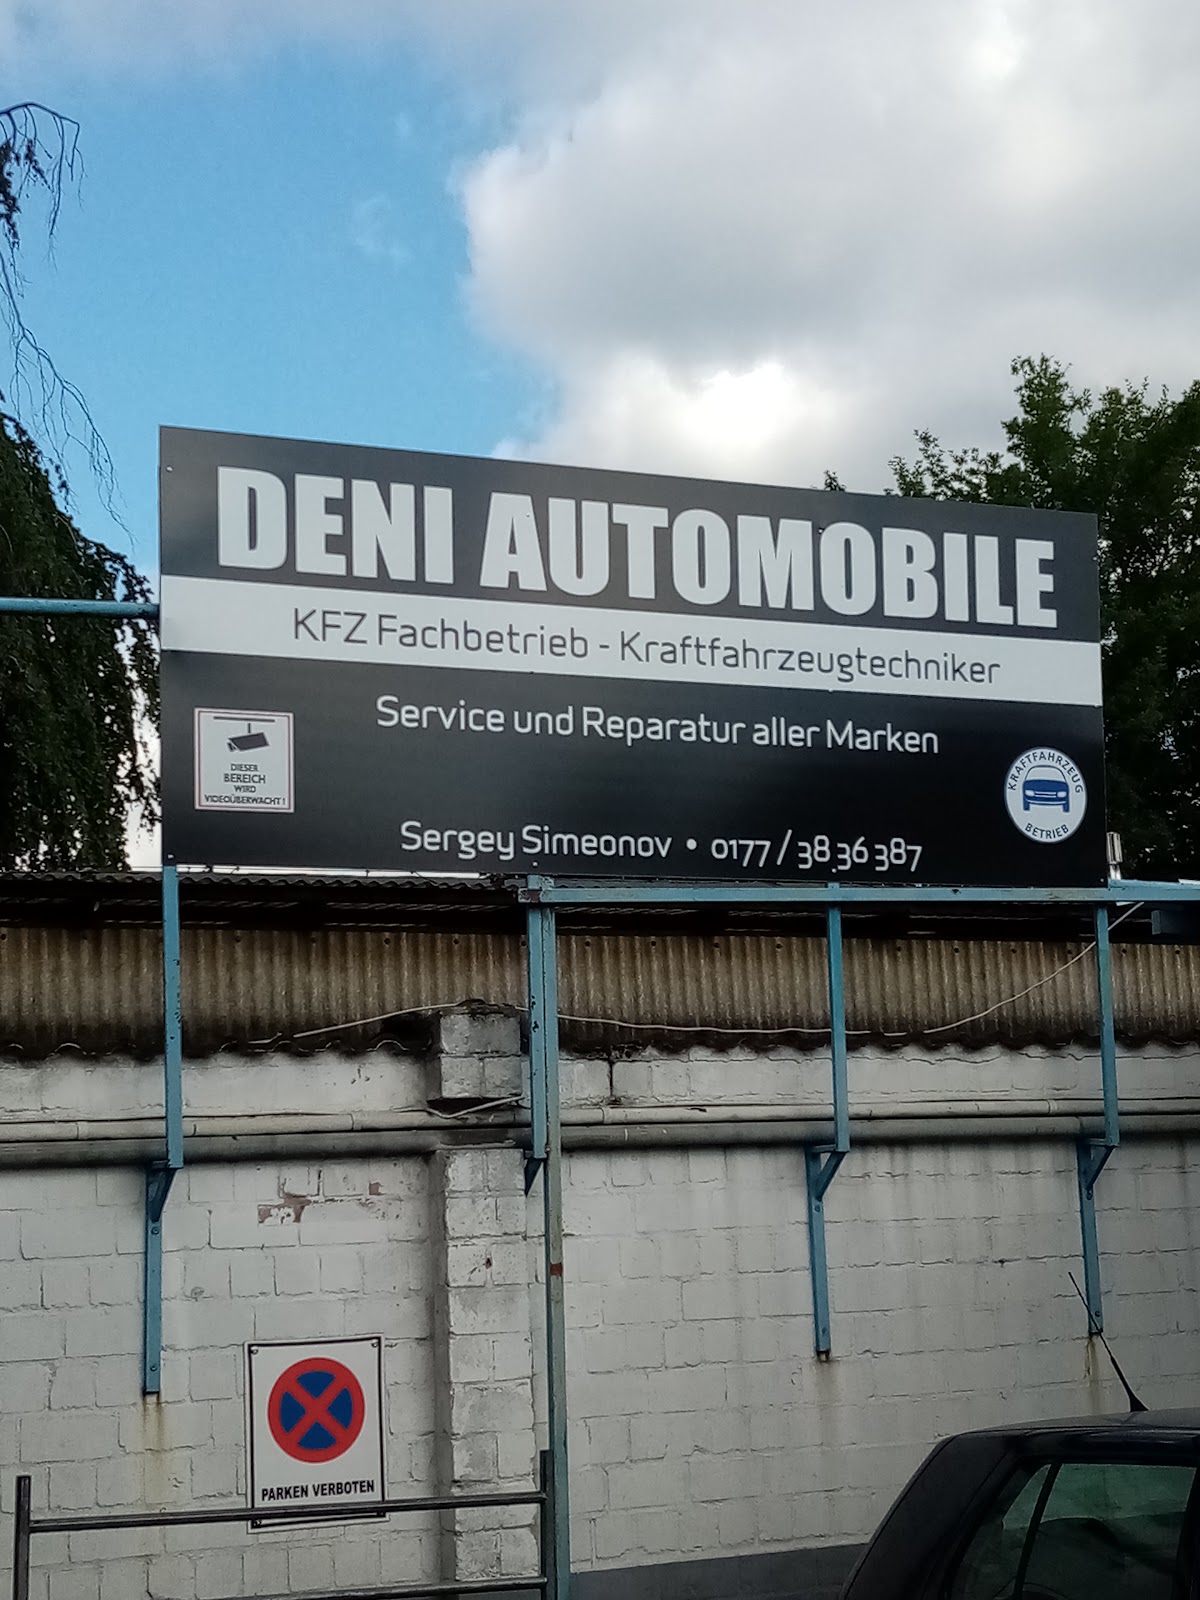 DENI AUTOMOBILE
KFZ Fachbetrieb - Kraftfahrzeugtechniker
Service und Reparatur aller Marken
DIESER
BEREICH
WIRD
VIDEOÜBERWACHT!
KRAFTFAHRZEUG
BETRIEB
Sergey Simeonov • 0177 / 38 36 387
PARKEN VERBOTEN